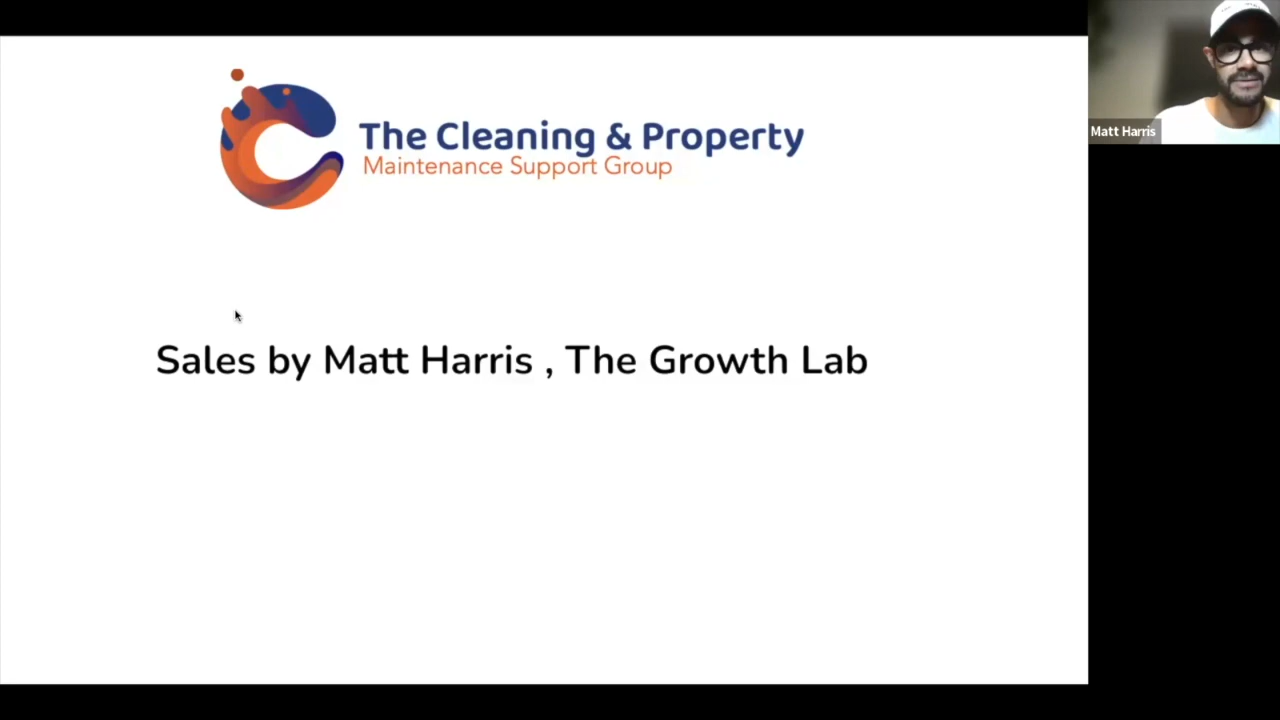 The Cleaning & Property
Maintenance Support Group
Matt Harris
Sales by Matt Harris , The Growth Lab